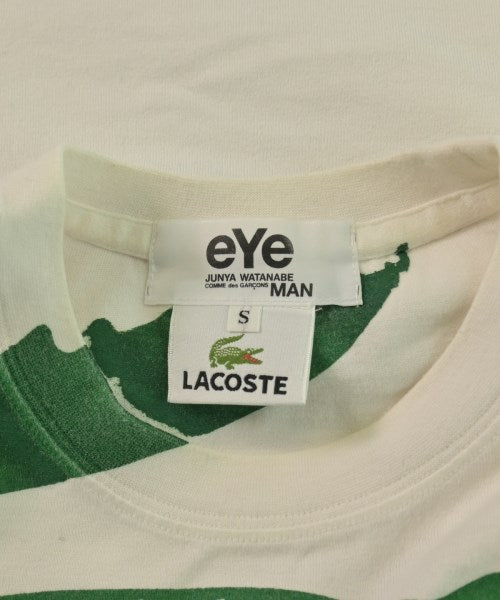 eYe
JUNYA WATANABE
COMME des GARÇONS MAN
S
LACOSTE